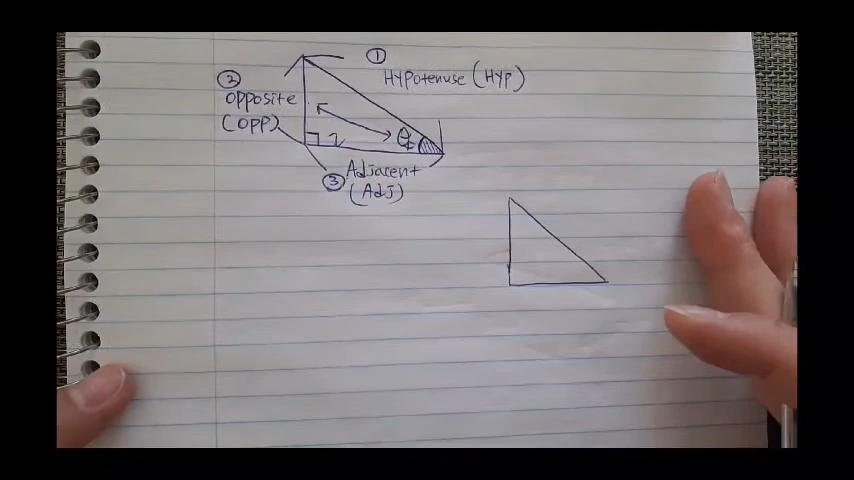 ①
Hypotenuse (Hyp)
②
opposite
(OPP)
θ
③ Adjacent
(Adj)